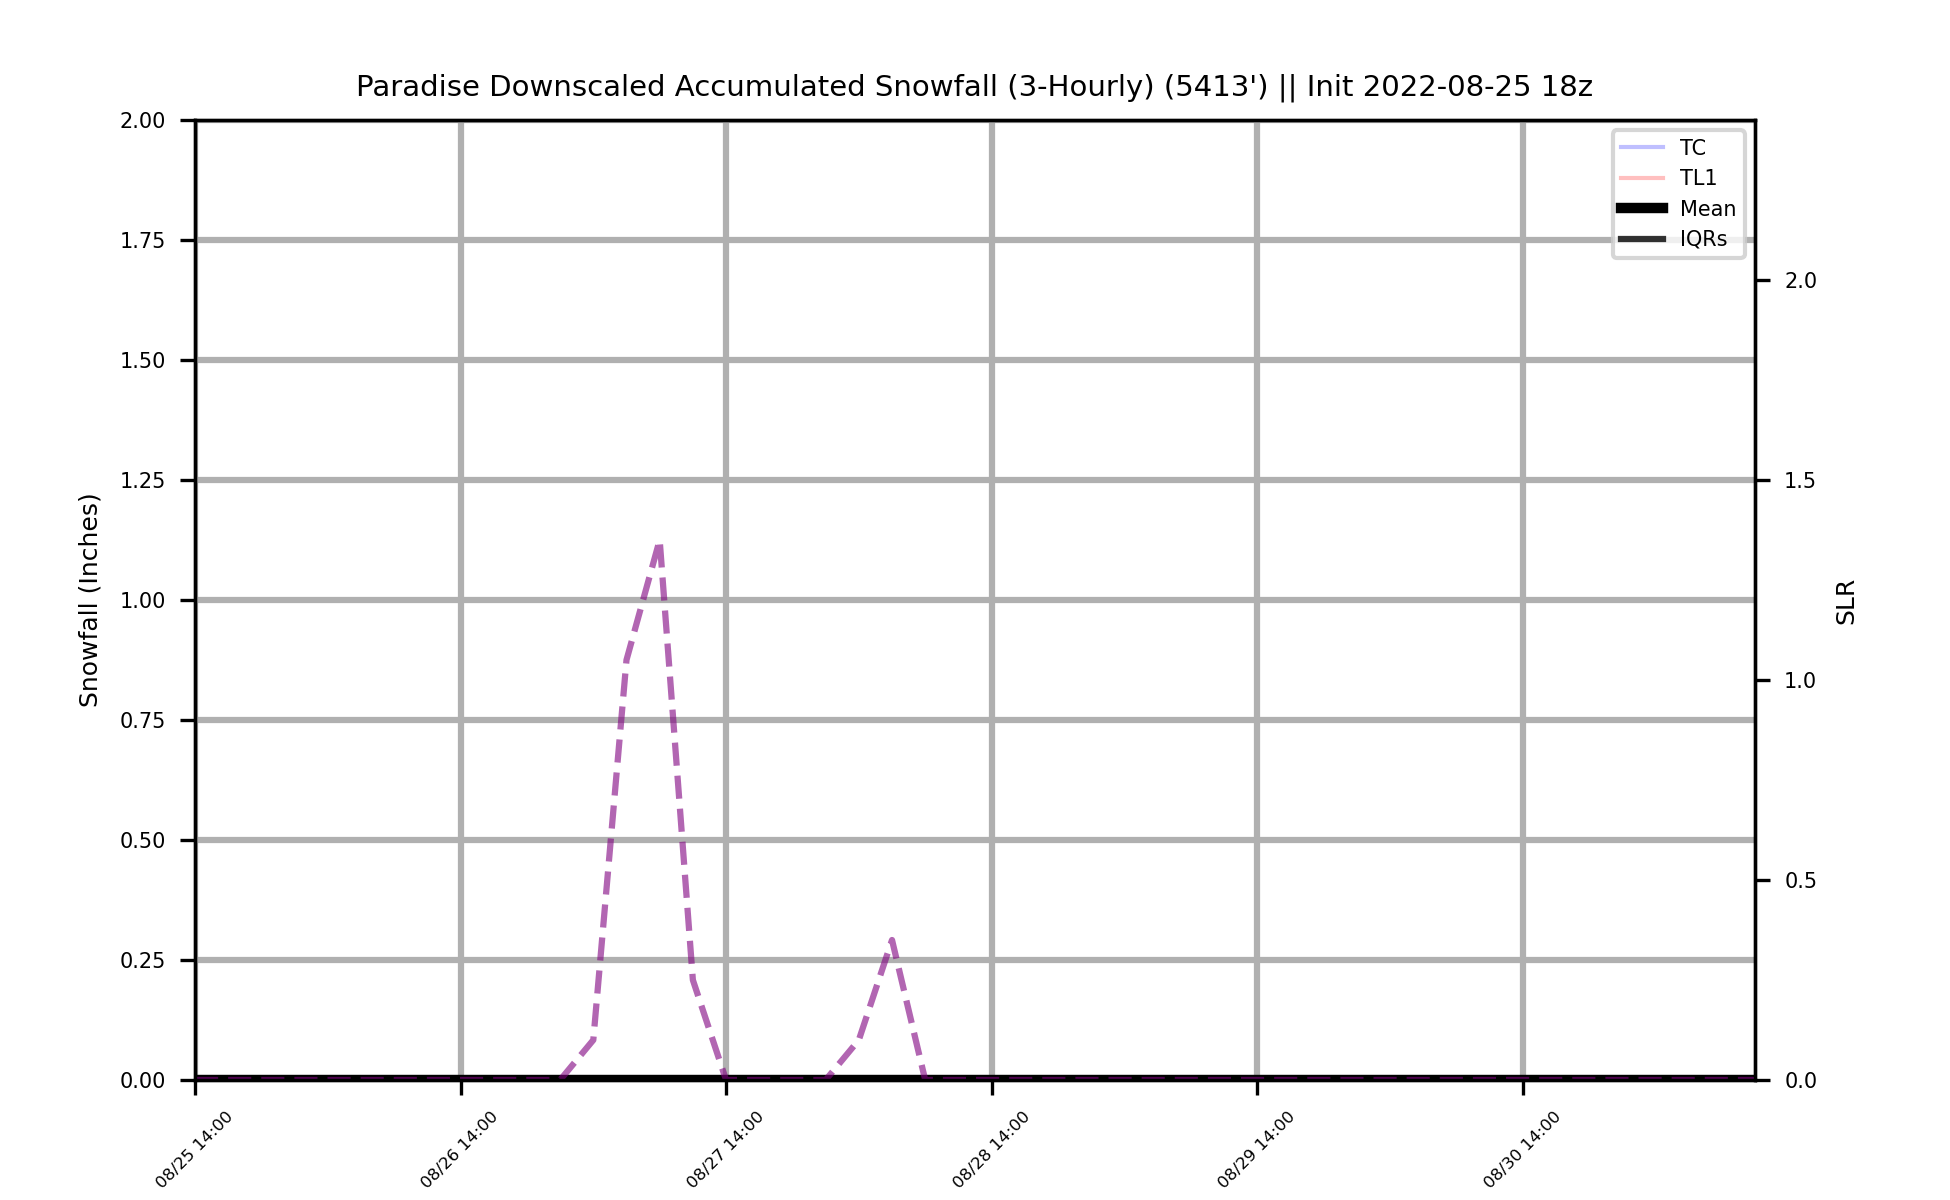 Paradise Downscaled Accumulated Snowfall (3-Hourly) (5413') || Init 2022-08-25 18z
2.00
1.75
1.50
1.25
1.00
0.75
0.50
0.25
0.00
Snowfall (Inches)
TC
TL1
Mean
IQRs
2.0
1.5
1.0
0.5
0.0
SLR
08/25 14:00
08/26 14:00
08/27 14:00
08/28 14:00
08/29 14:00
08/30 14:00